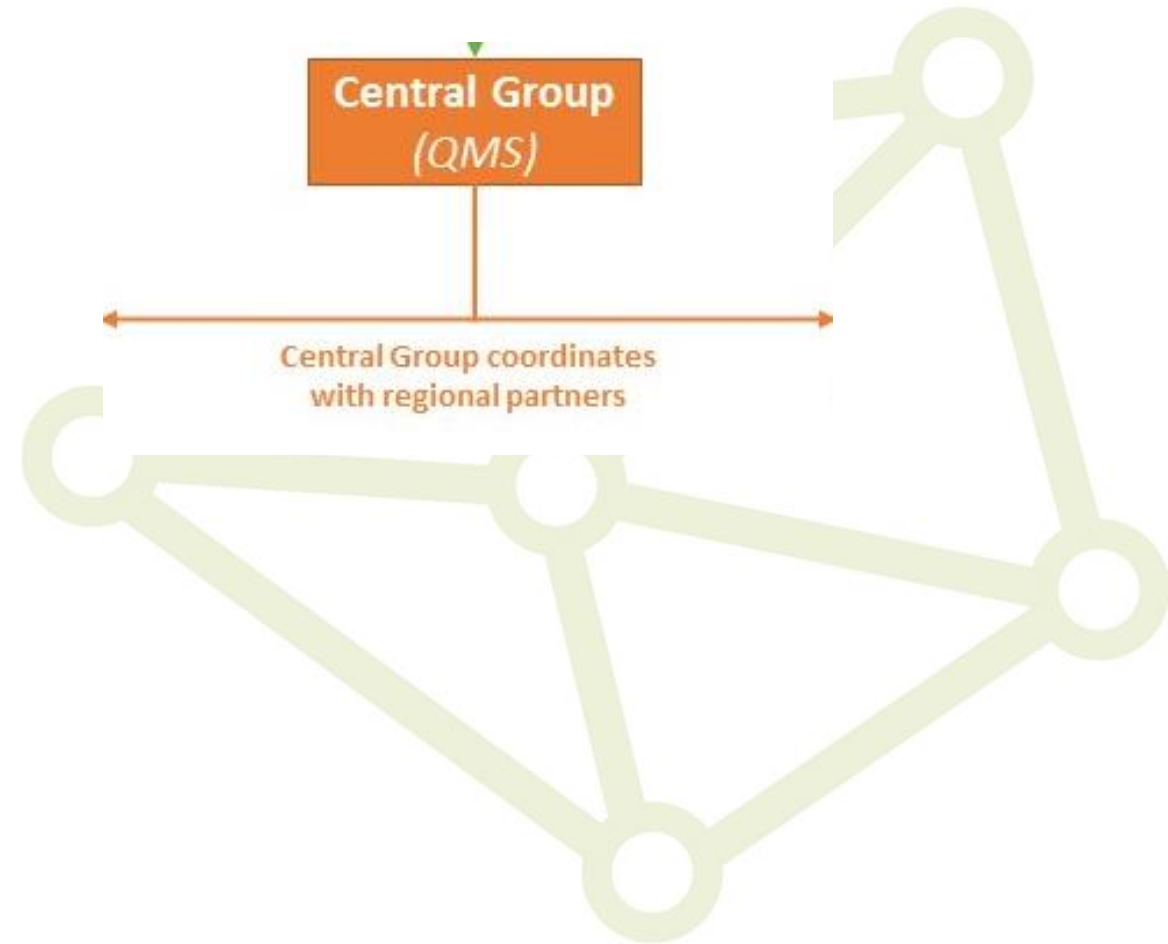 Central Group
(QMS)
Central Group coordinates
with regional partners